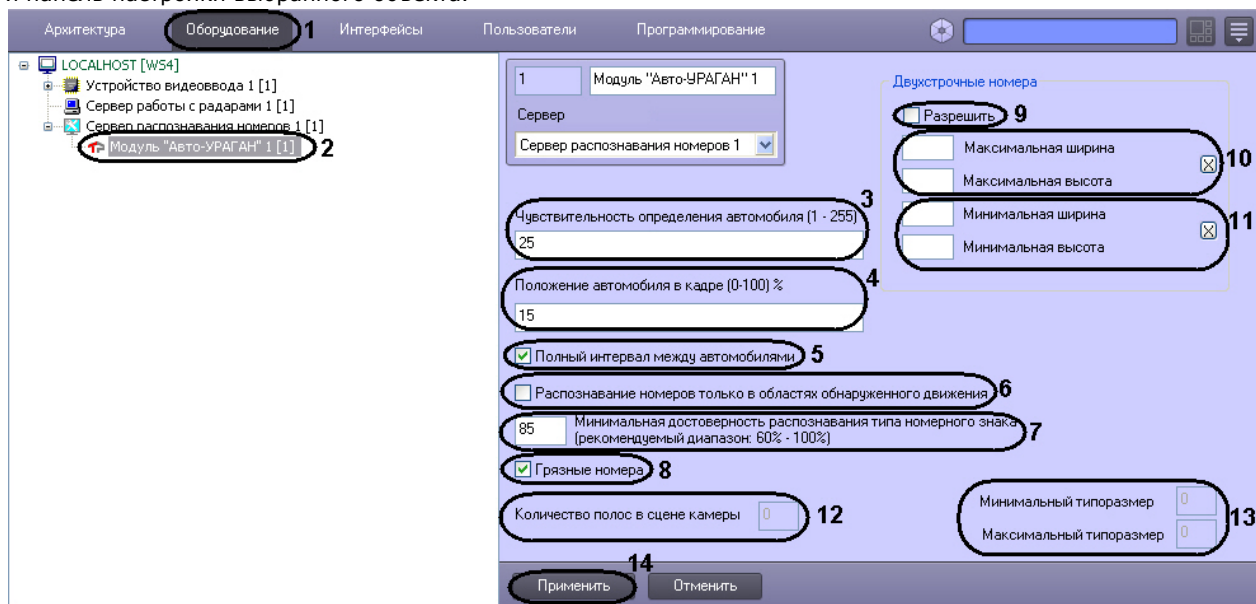 и панель настройки выбранного объекта.
Архитектура Оборудование 1 Интерфейсы Пользователи Программирование
LOCALHOST [WS4]
Устройство видеоввода 1 [1]
Сервер работы с радарами 1 [1]
Сервер распознавания номеров 1 [1]
Модуль "Авто-УРАГАН" 1 [1] 2
1 Модуль "Авто-УРАГАН" 1
Сервер
Сервер распознавания номеров 1
3
Чувствительность определения автомобиля (1 - 255)
25
4
Положение автомобиля в кадре (0-100) %
15
Полный интервал между автомобилями 5
Распознавание номеров только в областях обнаруженного движения 6
85 Минимальная достоверность распознавания типа номерного знака
(рекомендуемый диапазон: 60% - 100%) 7
Грязные номера 8
Количество полос в сцене камеры 0 12
Двухстрочные номера
Разрешить 9
Максимальная ширина
10
Максимальная высота
Минимальная ширина
11
Минимальная высота
Минимальный типоразмер 0
13
Максимальный типоразмер 0
14
Применить Отменить